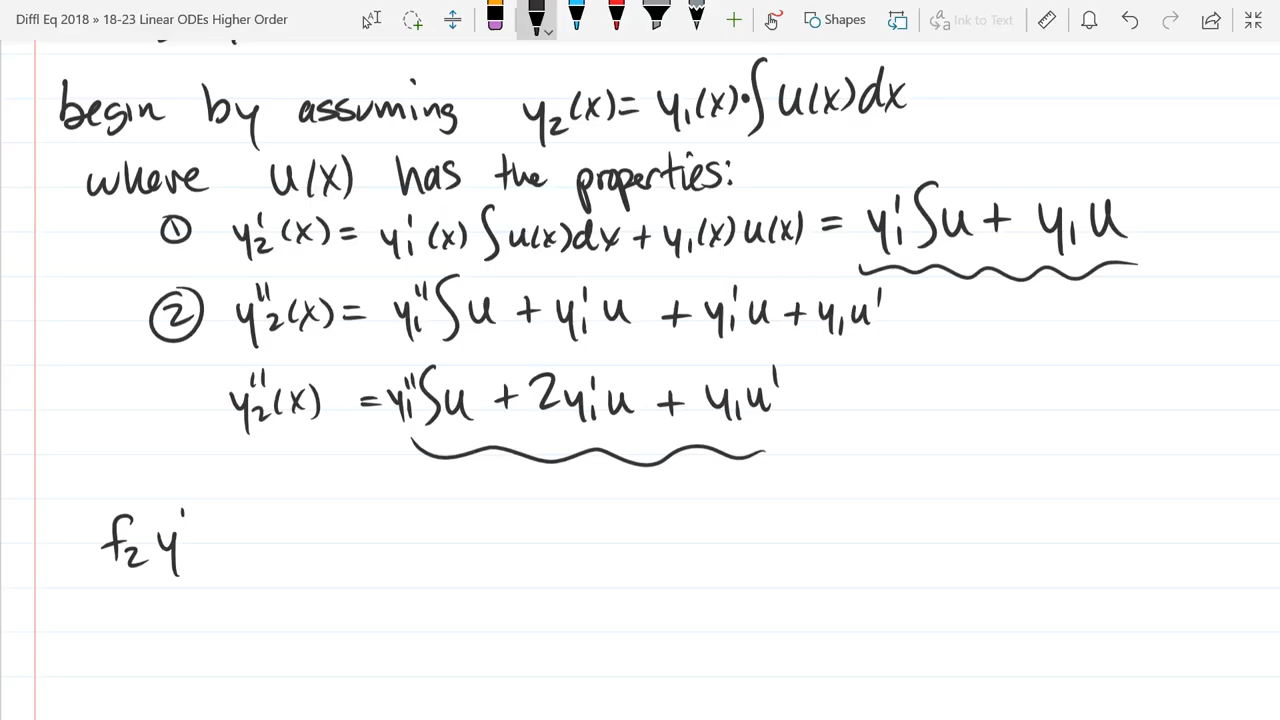 Diffl Eq 2018 » 18-23 Linear ODEs Higher Order Shapes Ink to Text
begin by assuming y₂(x) = y₁(x)·∫u(x)dx
where u(x) has the properties:
① y₂'(x) = y₁'(x)∫u(x)dx + y₁(x)u(x) = y₁'∫u + y₁u
② y₂''(x) = y₁''∫u + y₁'u + y₁'u + y₁u'
y₂''(x) = y₁''∫u + 2y₁'u + y₁u'
f₂y'